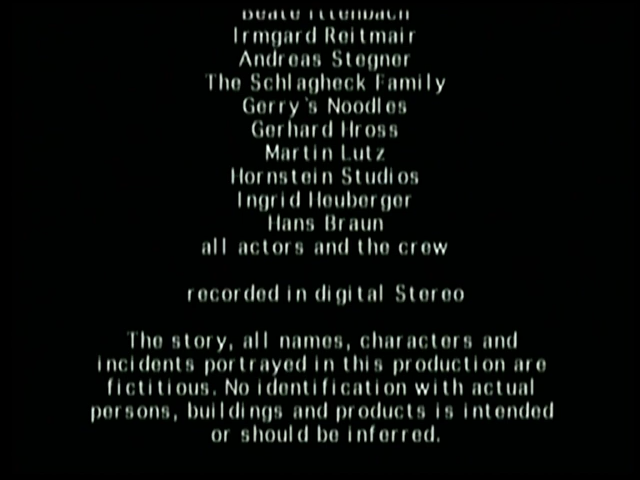 Beate Ittenbach
Irmgard Reitmair
Andreas Stegner
The Schlagheck Family
Gerry's Noodles
Gerhard Hross
Martin Lutz
Hornstein Studios
Ingrid Heuberger
Hans Braun
all actors and the crew
recorded in digital Stereo
The story, all names, characters and
incidents portrayed in this production are
fictitious. No identification with actual
persons, buildings and products is intended
or should be inferred.